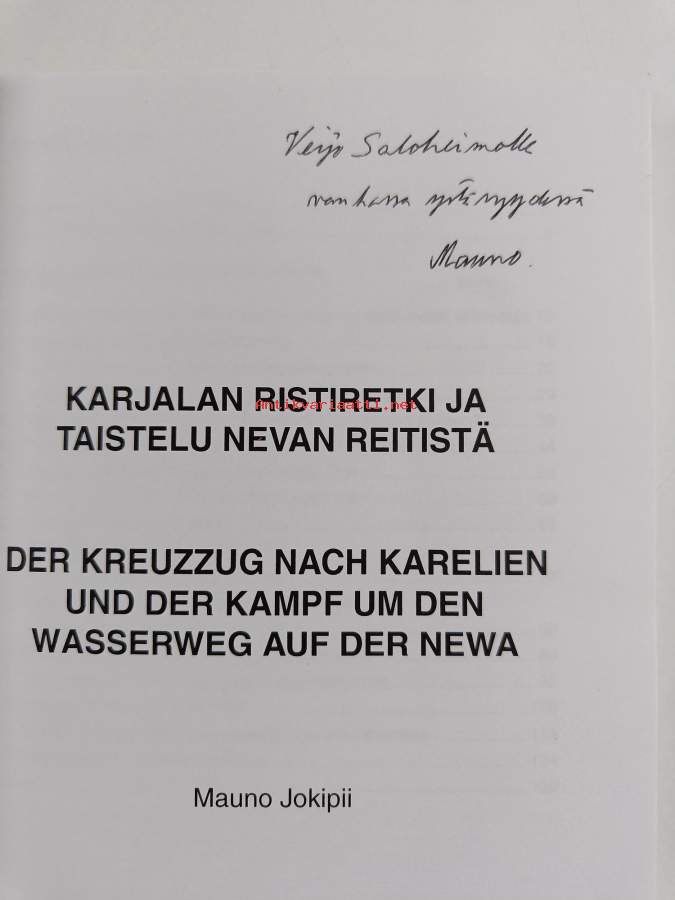 Veijo Saloheimolle
vanhassa ystävyydessä
Mauno.
KARJALAN RISTIRETKI JA
antikvariaatti.net
TAISTELU NEVAN REITISTÄ
DER KREUZZUG NACH KARELIEN
UND DER KAMPF UM DEN
WASSERWEG AUF DER NEWA
Mauno Jokipii